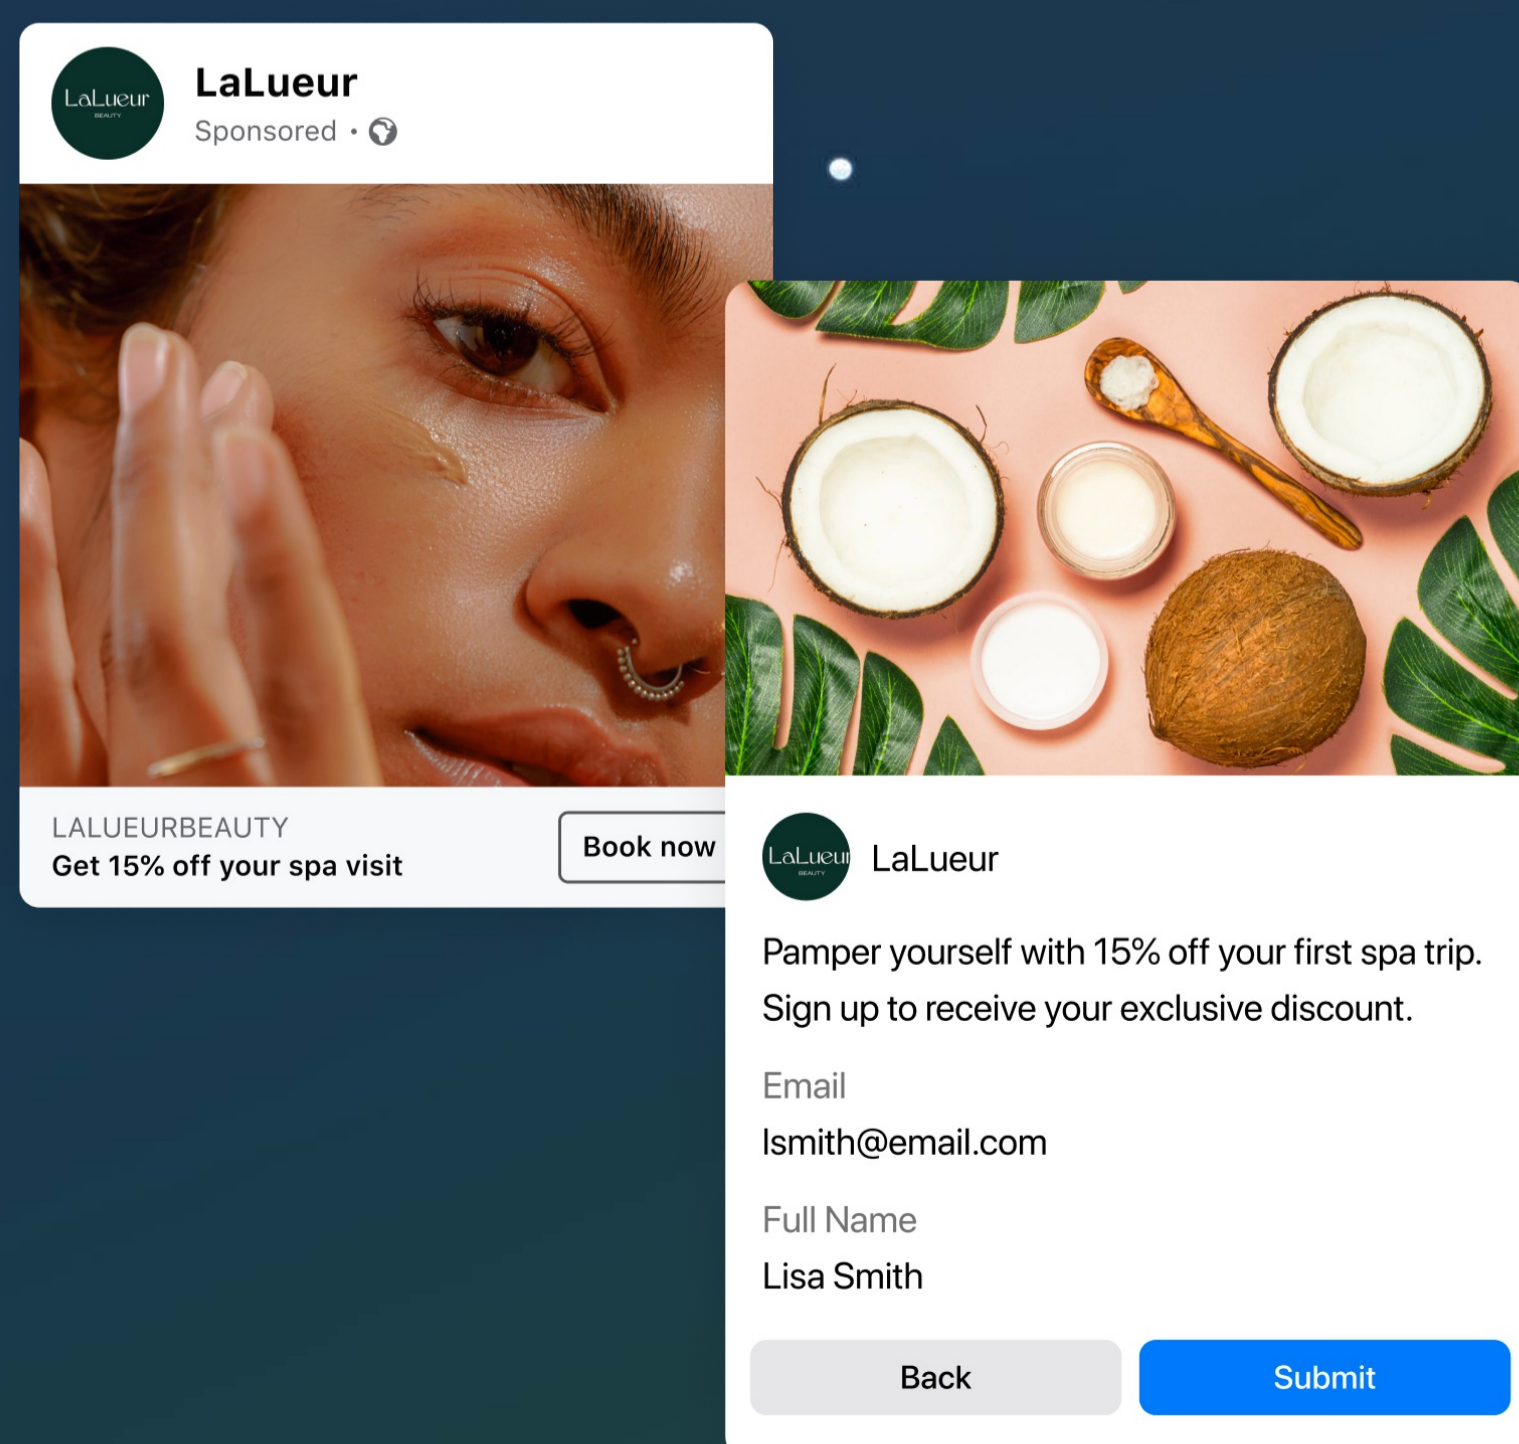 LaLueur
BEAUTY
LaLueur
Sponsored •
LALUEURBEAUTY
Get 15% off your spa visit
Book now
LaLueur
BEAUTY
LaLueur
Pamper yourself with 15% off your first spa trip.
Sign up to receive your exclusive discount.
Email
lsmith@email.com
Full Name
Lisa Smith
Back
Submit